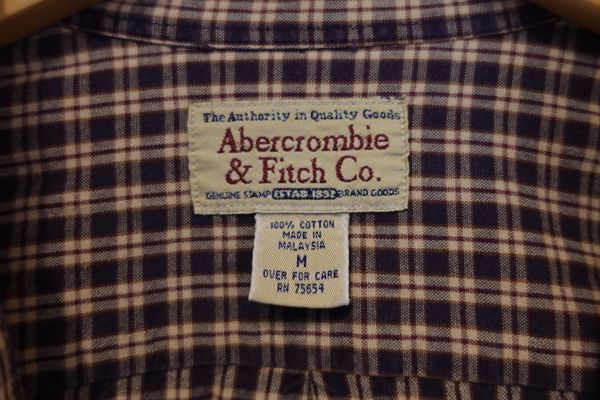 The Authority in Quality Goods
Abercrombie
& Fitch Co.
GENUINE STAMP ESTAB. 1892 BRAND GOODS
100% COTTON
MADE IN
MALAYSIA
M
OVER FOR CARE
RN 75654